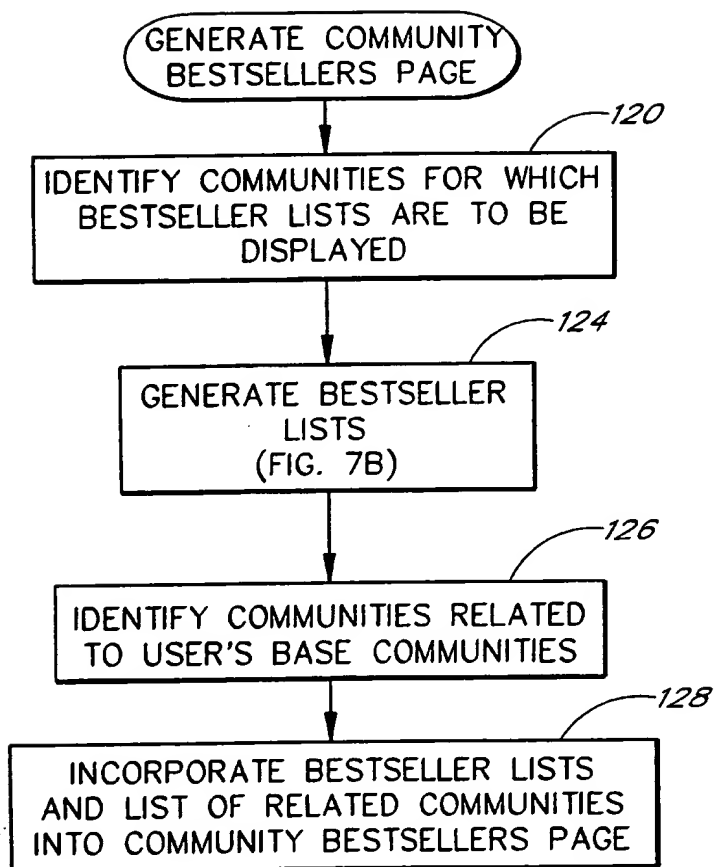 GENERATE COMMUNITY
BESTSELLERS PAGE
120
IDENTIFY COMMUNITIES FOR WHICH
BESTSELLER LISTS ARE TO BE
DISPLAYED
124
GENERATE BESTSELLER
LISTS
(FIG. 7B)
126
IDENTIFY COMMUNITIES RELATED
TO USER'S BASE COMMUNITIES
128
INCORPORATE BESTSELLER LISTS
AND LIST OF RELATED COMMUNITIES
INTO COMMUNITY BESTSELLERS PAGE